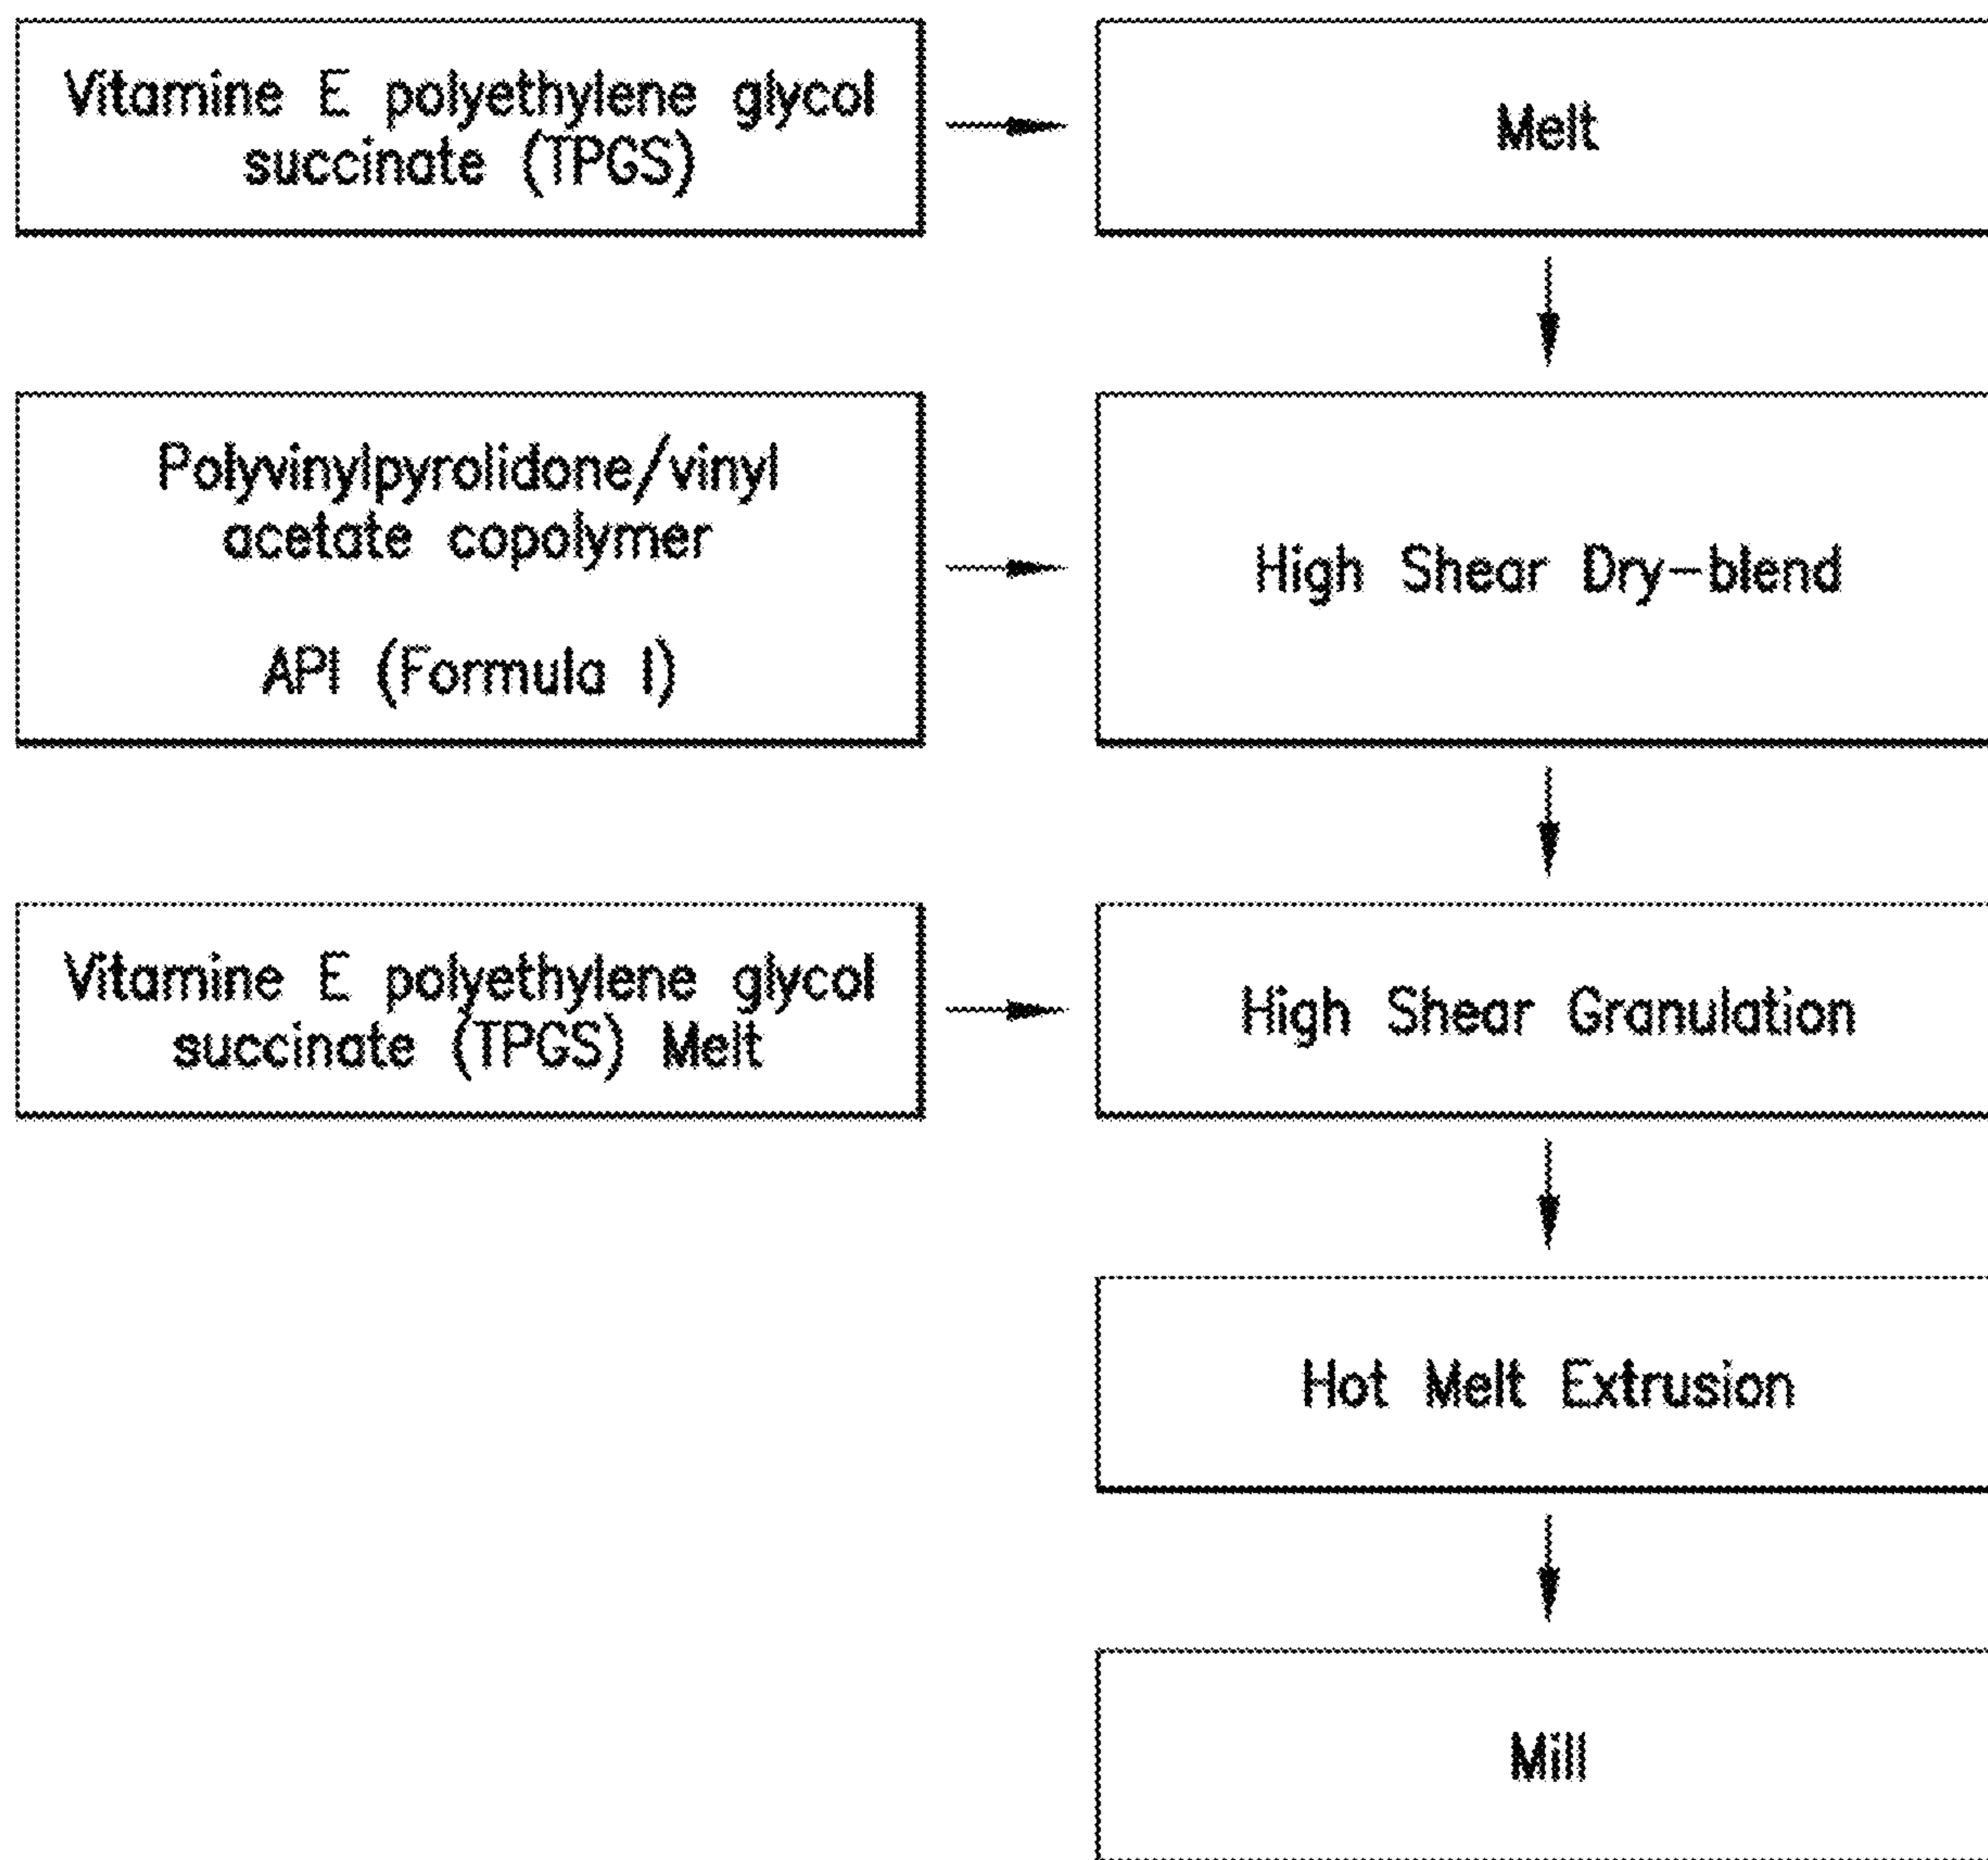 Vitamine E polyethylene glycol
succinate (TPGS)
Melt
Polyvinylpyrolidone/vinyl
acetate copolymer
API (Formula I)
High Shear Dry-blend
Vitamine E polyethylene glycol
succinate (TPGS) Melt
High Shear Granulation
Hot Melt Extrusion
Mill